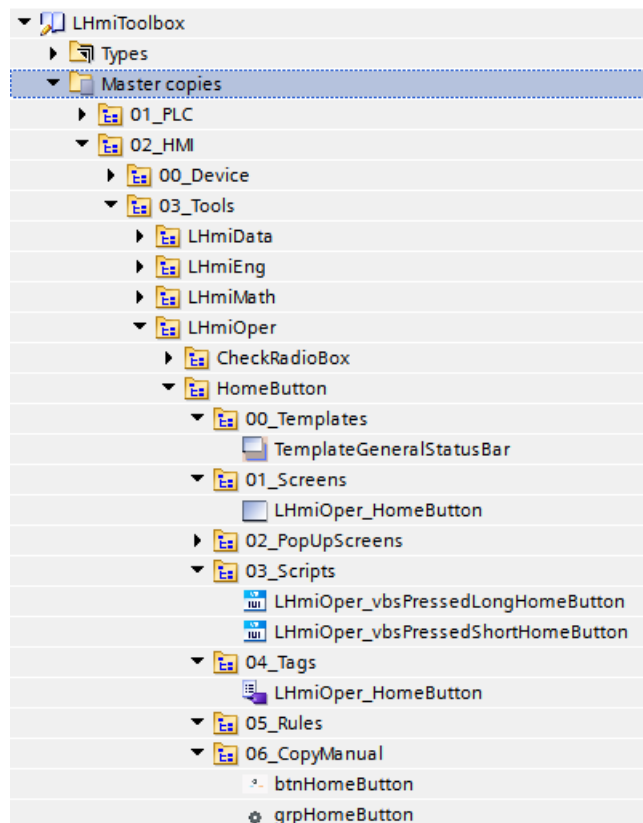 LHmiToolbox
Types
Master copies
01_PLC
02_HMI
00_Device
03_Tools
LHmiData
LHmiEng
LHmiMath
LHmiOper
CheckRadioBox
HomeButton
00_Templates
TemplateGeneralStatusBar
01_Screens
LHmiOper_HomeButton
02_PopUpScreens
03_Scripts
LHmiOper_vbsPressedLongHomeButton
LHmiOper_vbsPressedShortHomeButton
04_Tags
LHmiOper_HomeButton
05_Rules
06_CopyManual
btnHomeButton
grpHomeButton